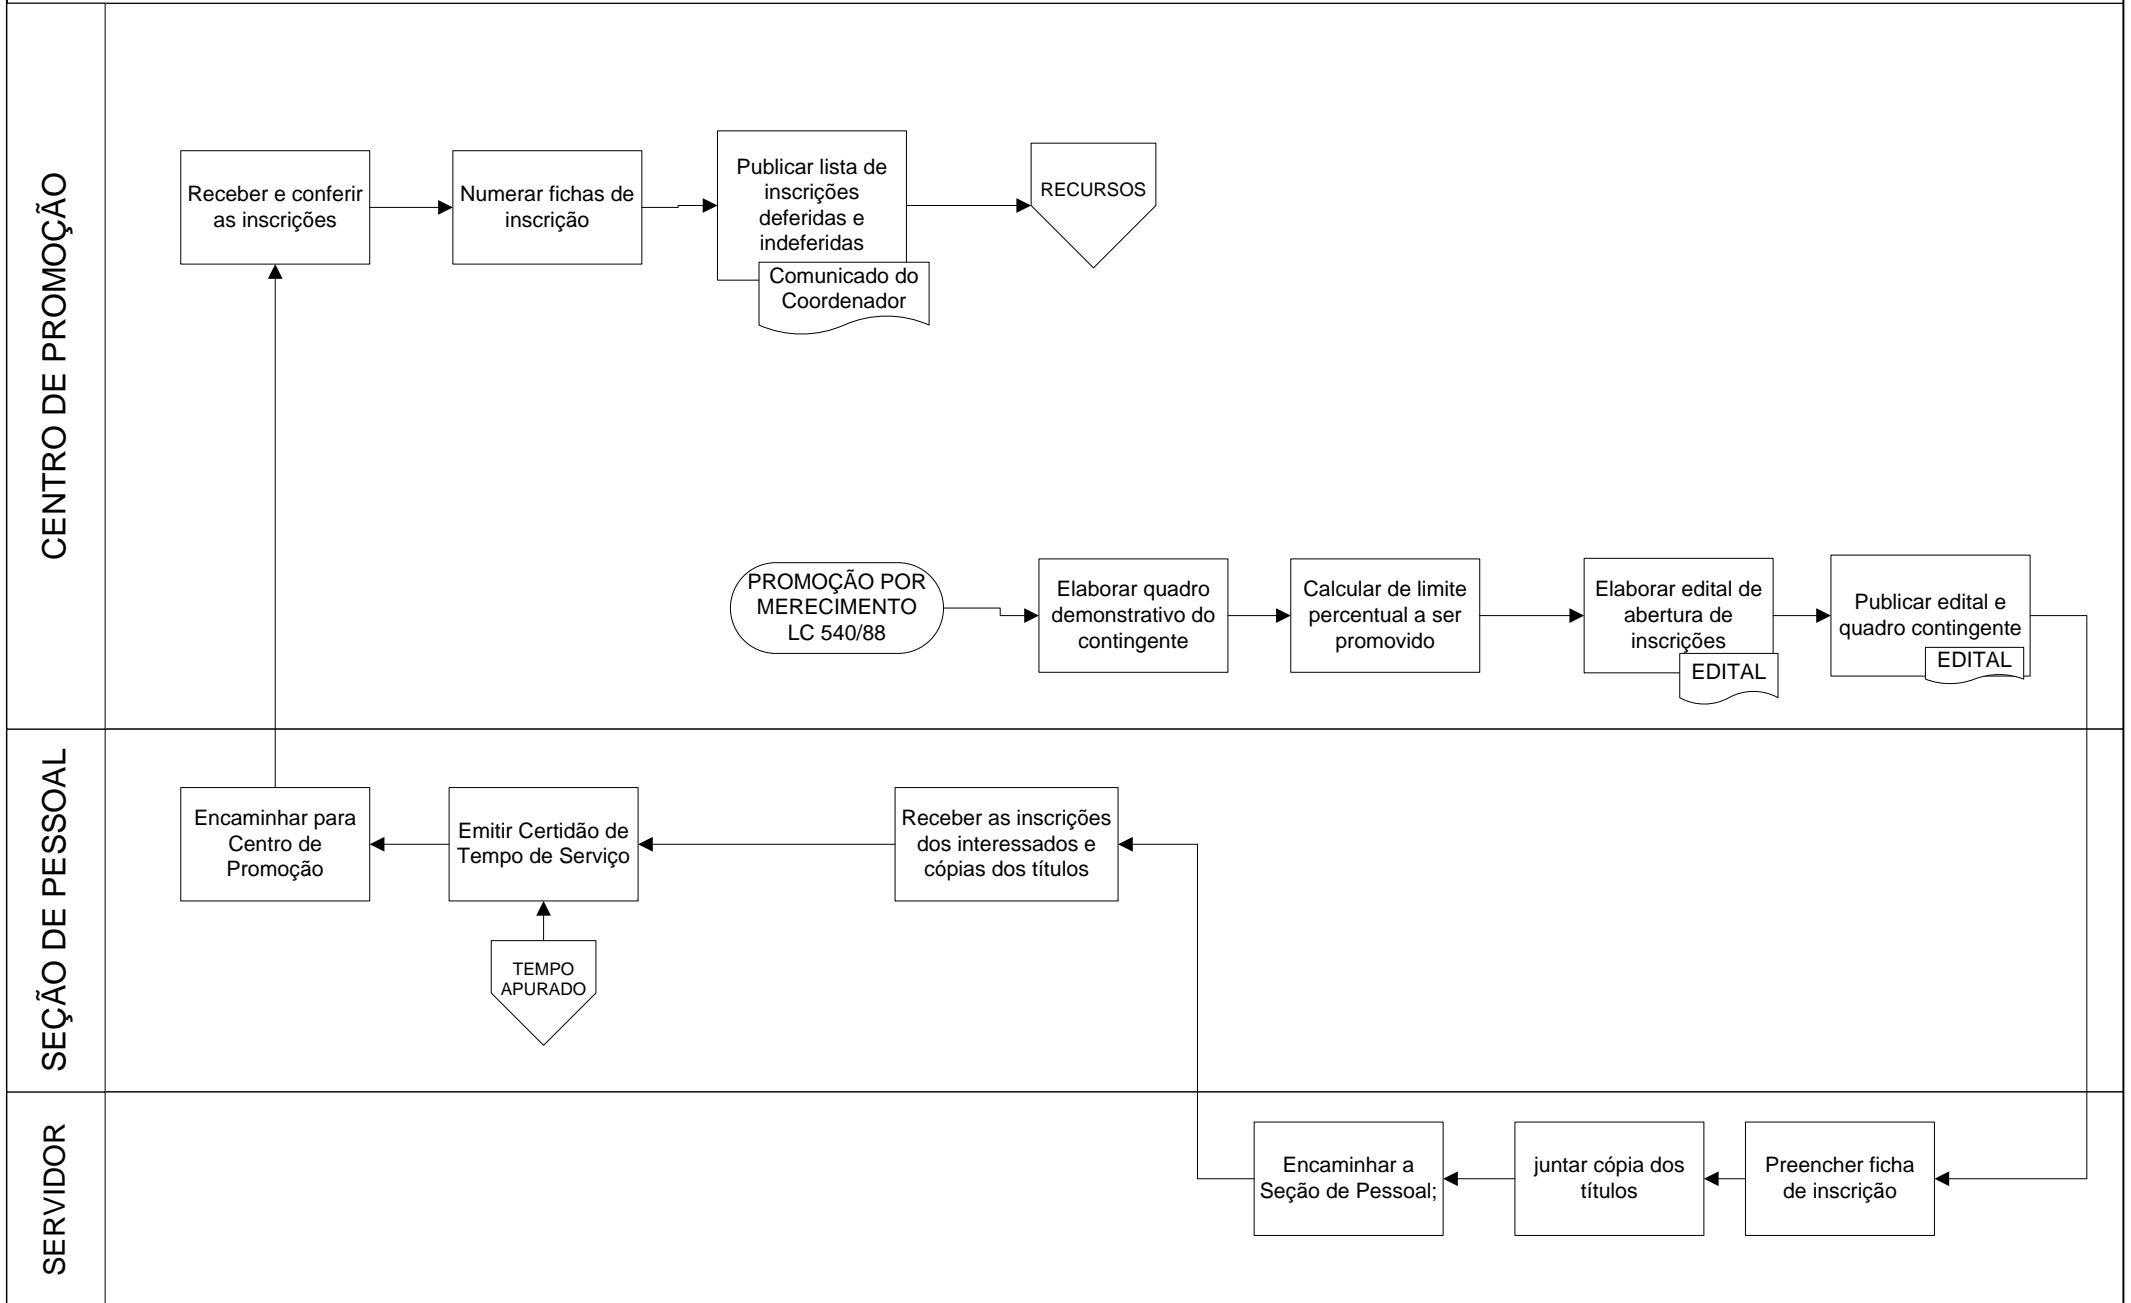 CENTRO DE PROMOÇÃO
Receber e conferir
as inscrições
Numerar fichas de
inscrição
Publicar lista de
inscrições
deferidas e
indeferidas
Comunicado do
Coordenador
RECURSOS
PROMOÇÃO POR
MERECIMENTO
LC 540/88
Elaborar quadro
demonstrativo do
contingente
Calcular de limite
percentual a ser
promovido
Elaborar edital de
abertura de
inscrições
EDITAL
Publicar edital e
quadro contingente
EDITAL
SEÇÃO DE PESSOAL
Encaminhar para
Centro de
Promoção
Emitir Certidão de
Tempo de Serviço
TEMPO
APURADO
Receber as inscrições
dos interessados e
cópias dos títulos
SERVIDOR
Encaminhar a
Seção de Pessoal;
juntar cópia dos
títulos
Preencher ficha
de inscrição